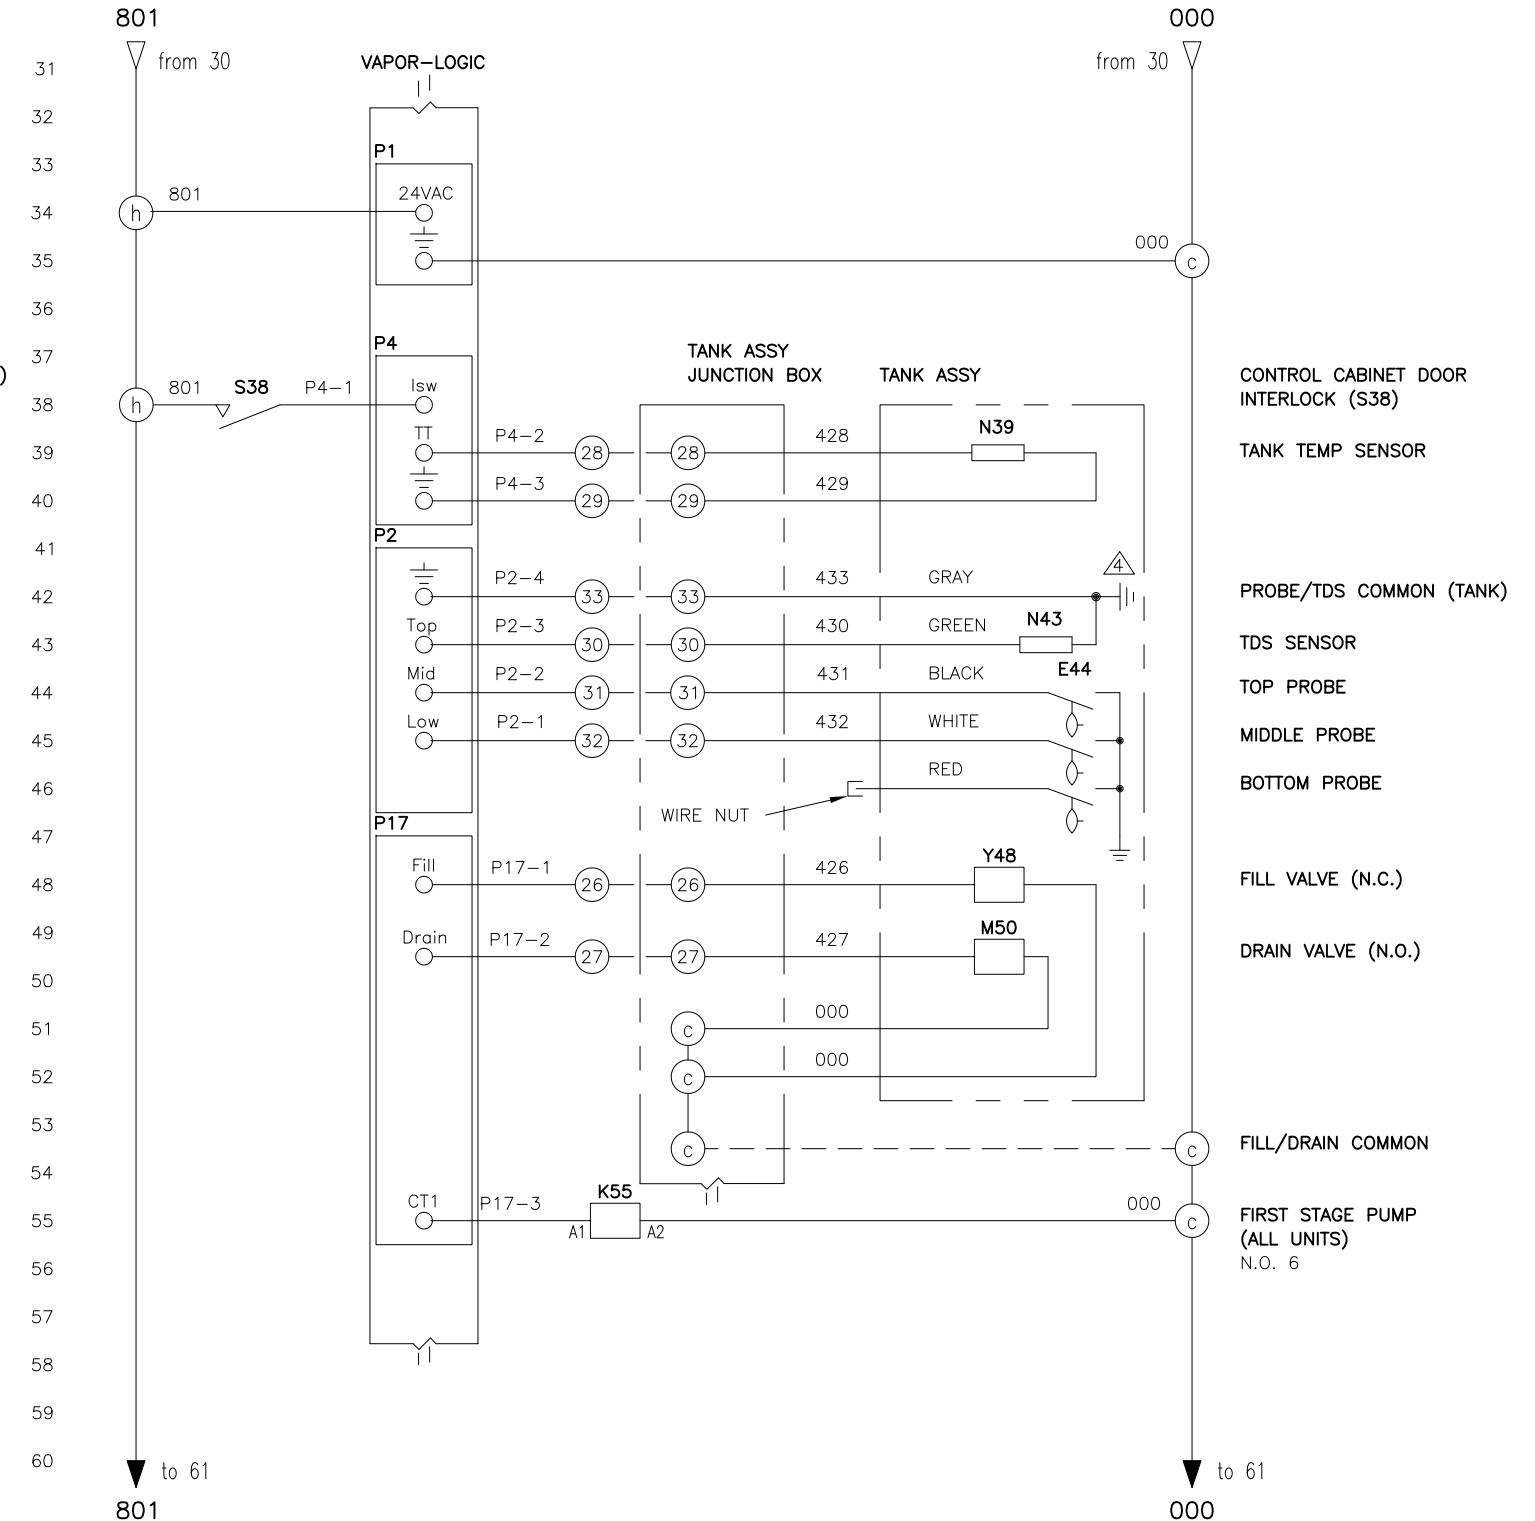 801
000
from 30
from 30
31
VAPOR-LOGIC
32
33
P1
801
24VAC
34
h
000
35
c
36
37
P4
TANK ASSY
JUNCTION BOX
TANK ASSY
)
CONTROL CABINET DOOR
INTERLOCK (S38)
801
S38
P4-1
Isw
38
h
TT
P4-2
428
N39
39
28
28
TANK TEMP SENSOR
P4-3
429
40
29
29
P2
41
P2-4
433
GRAY
4
42
33
33
PROBE/TDS COMMON (TANK)
Top
P2-3
430
GREEN
N43
43
30
30
TDS SENSOR
Mid
P2-2
431
BLACK
E44
44
31
31
TOP PROBE
Low
P2-1
432
WHITE
45
32
32
MIDDLE PROBE
RED
46
BOTTOM PROBE
WIRE NUT
P17
47
Fill
P17-1
426
Y48
48
26
26
FILL VALVE (N.C.)
49
Drain
P17-2
427
M50
27
27
DRAIN VALVE (N.O.)
50
000
51
c
000
52
c
53
c
c
FILL/DRAIN COMMON
54
CT1
P17-3
K55
000
55
A1
A2
c
FIRST STAGE PUMP
(ALL UNITS)
N.O. 6
56
57
58
59
60
to 61
to 61
801
000